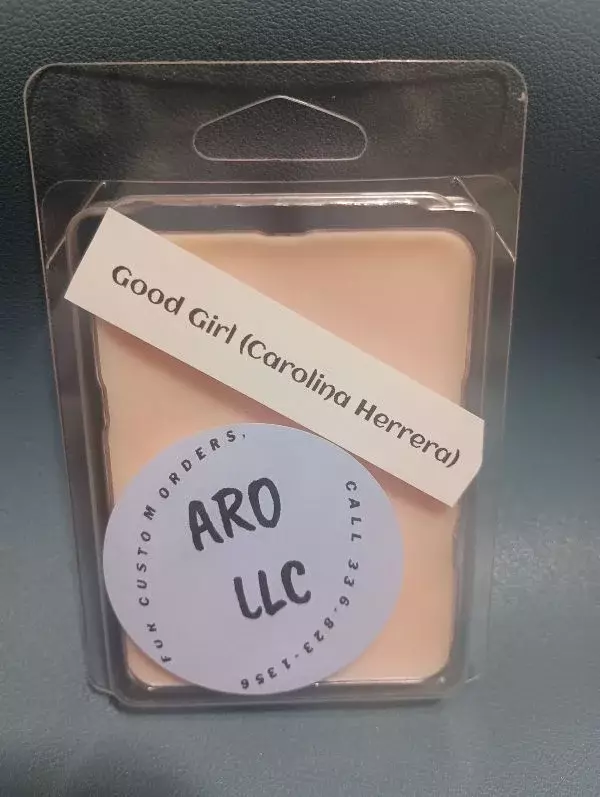 Good Girl (Carolina Herrera)
FOR CUSTOM ORDERS,
ARO
LLC
CALL 336-823-1356